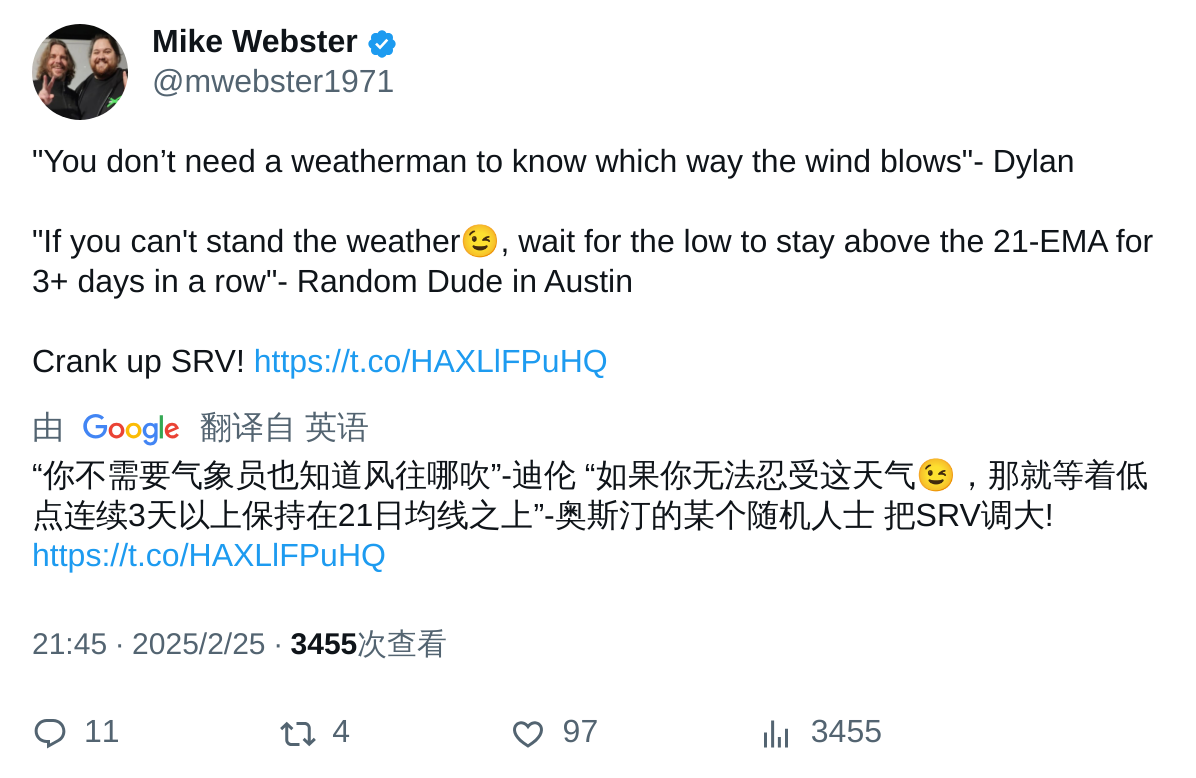 Mike Webster
@mwebster1971
"You don’t need a weatherman to know which way the wind blows"- Dylan
"If you can't stand the weather😉, wait for the low to stay above the 21-EMA for
3+ days in a row"- Random Dude in Austin
Crank up SRV! https://t.co/HAXLlFPuHQ
由 Google 翻译自 英语
“你不需要气象员也知道风往哪吹”-迪伦 “如果你无法忍受这天气😉，那就等着低
点连续3天以上保持在21日均线之上”-奥斯汀的某个随机人士 把SRV调大!
https://t.co/HAXLlFPuHQ
21:45 · 2025/2/25 · 3455次查看
11 4 97 3455